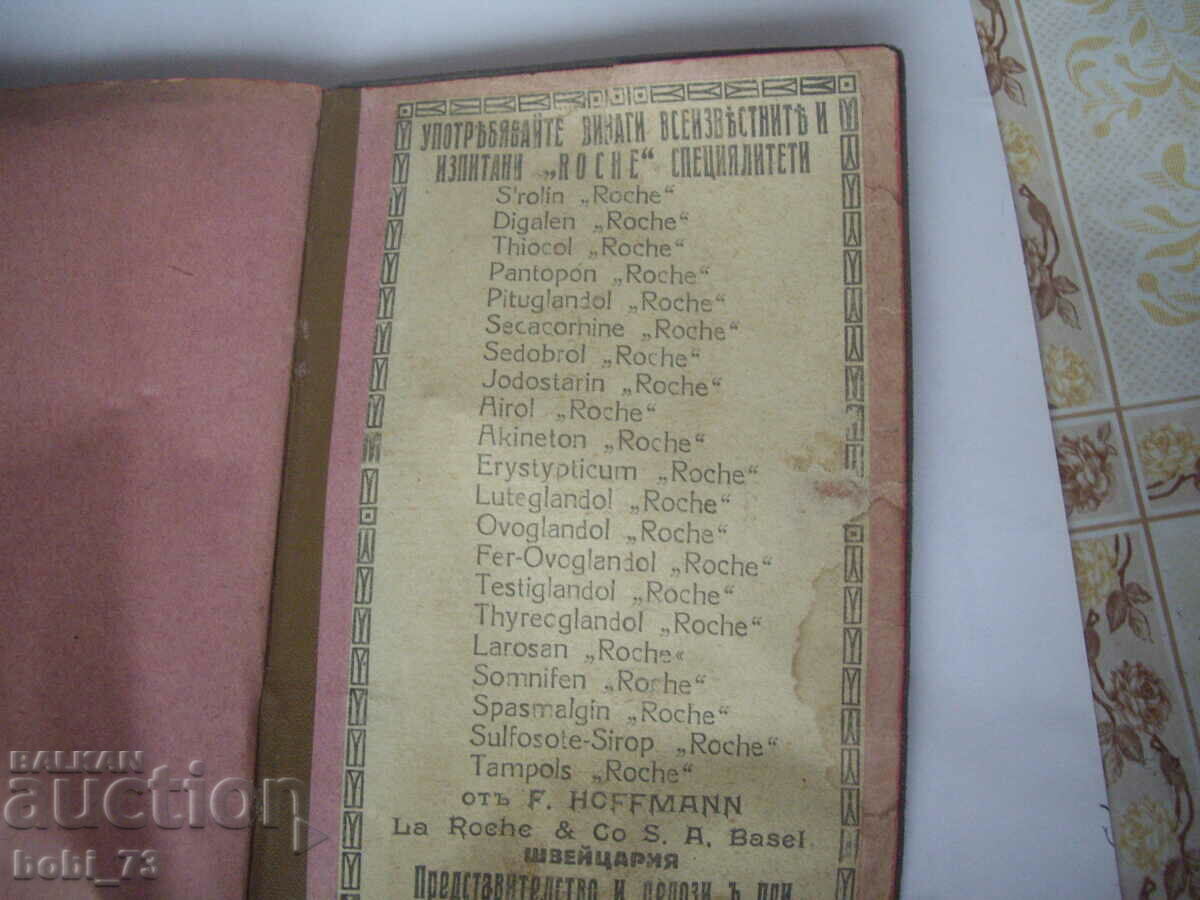 УПОТРѢБЯВАЙТЕ ВИНАГИ ВСЕИЗВѢСТНИТѢ И
ИЗПИТАНИ „ROCHE“ СПЕЦИЯЛИТЕТИ
S'rolin „Roche“
Digalen „Roche“
Thiocol „Roche“
Pantopon „Roche“
Pituglandol „Roche“
Secacornine „Roche“
Sedobrol „Roche“
Jodostarin „Roche“
Airol „Roche“
Akineton „Roche“
Erystypticum „Roche“
Luteglandol „Roche“
Ovoglandol „Roche“
Fer-Ovoglandol „Roche“
Testiglandol „Roche“
Thyreoglandol „Roche“
Larosan „Roche“
Somnifen „Roche“
Spasmalgin „Roche“
Sulfosote-Sirop „Roche“
Tampols „Roche“
отъ F. HOFFMANN
La Roche & Co S. A. Basel
ШВЕЙЦАРИЯ
Представителство и
BALKAN
auction
bobi_73